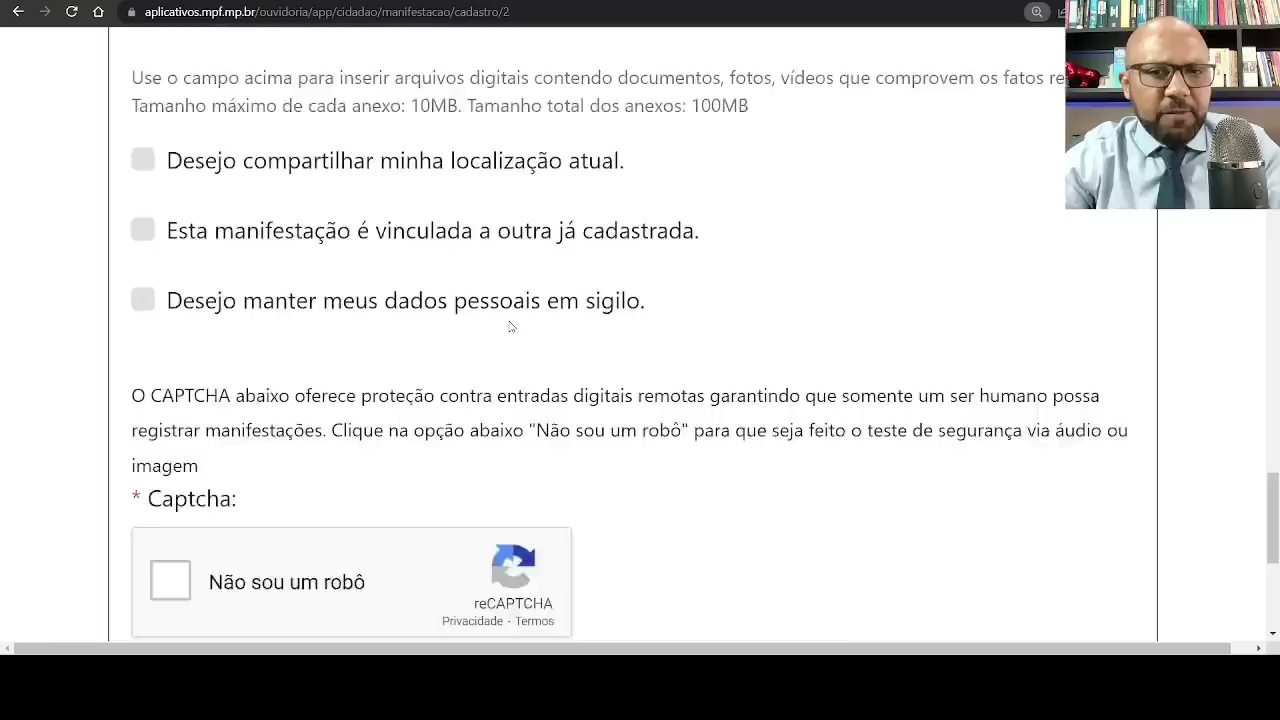 aplicativos.mpf.mp.br/ouvidoria/app/cidadao/manifestacao/cadastro/2
Use o campo acima para inserir arquivos digitais contendo documentos, fotos, vídeos que comprovem os fatos re
Tamanho máximo de cada anexo: 10MB. Tamanho total dos anexos: 100MB
Desejo compartilhar minha localização atual.
Esta manifestação é vinculada a outra já cadastrada.
Desejo manter meus dados pessoais em sigilo.
O CAPTCHA abaixo oferece proteção contra entradas digitais remotas garantindo que somente um ser humano possa
registrar manifestações. Clique na opção abaixo "Não sou um robô" para que seja feito o teste de segurança via áudio ou
imagem
* Captcha:
Não sou um robô
reCAPTCHA
Privacidade - Termos